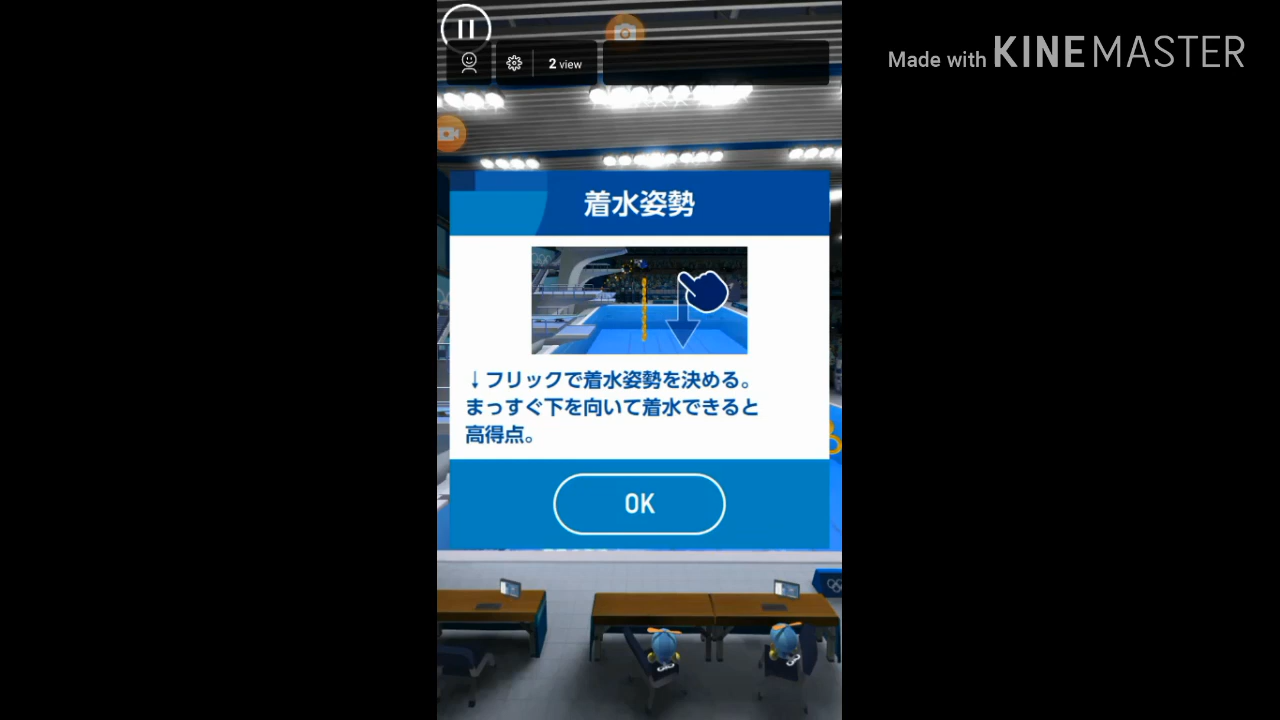 Made with KINEMASTER
2 view
着水姿勢
↓フリックで着水姿勢を決める。
まっすぐ下を向いて着水できると
高得点。
OK